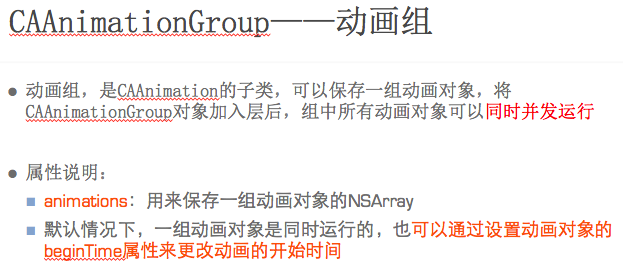 CAAnimationGroup——动画组
● 动画组，是CAAnimation的子类，可以保存一组动画对象，将
CAAnimationGroup对象加入层后，组中所有动画对象可以同时并发运行
● 属性说明：
■ animations：用来保存一组动画对象的NSArray
■ 默认情况下，一组动画对象是同时运行的，也可以通过设置动画对象的
beginTime属性来更改动画的开始时间